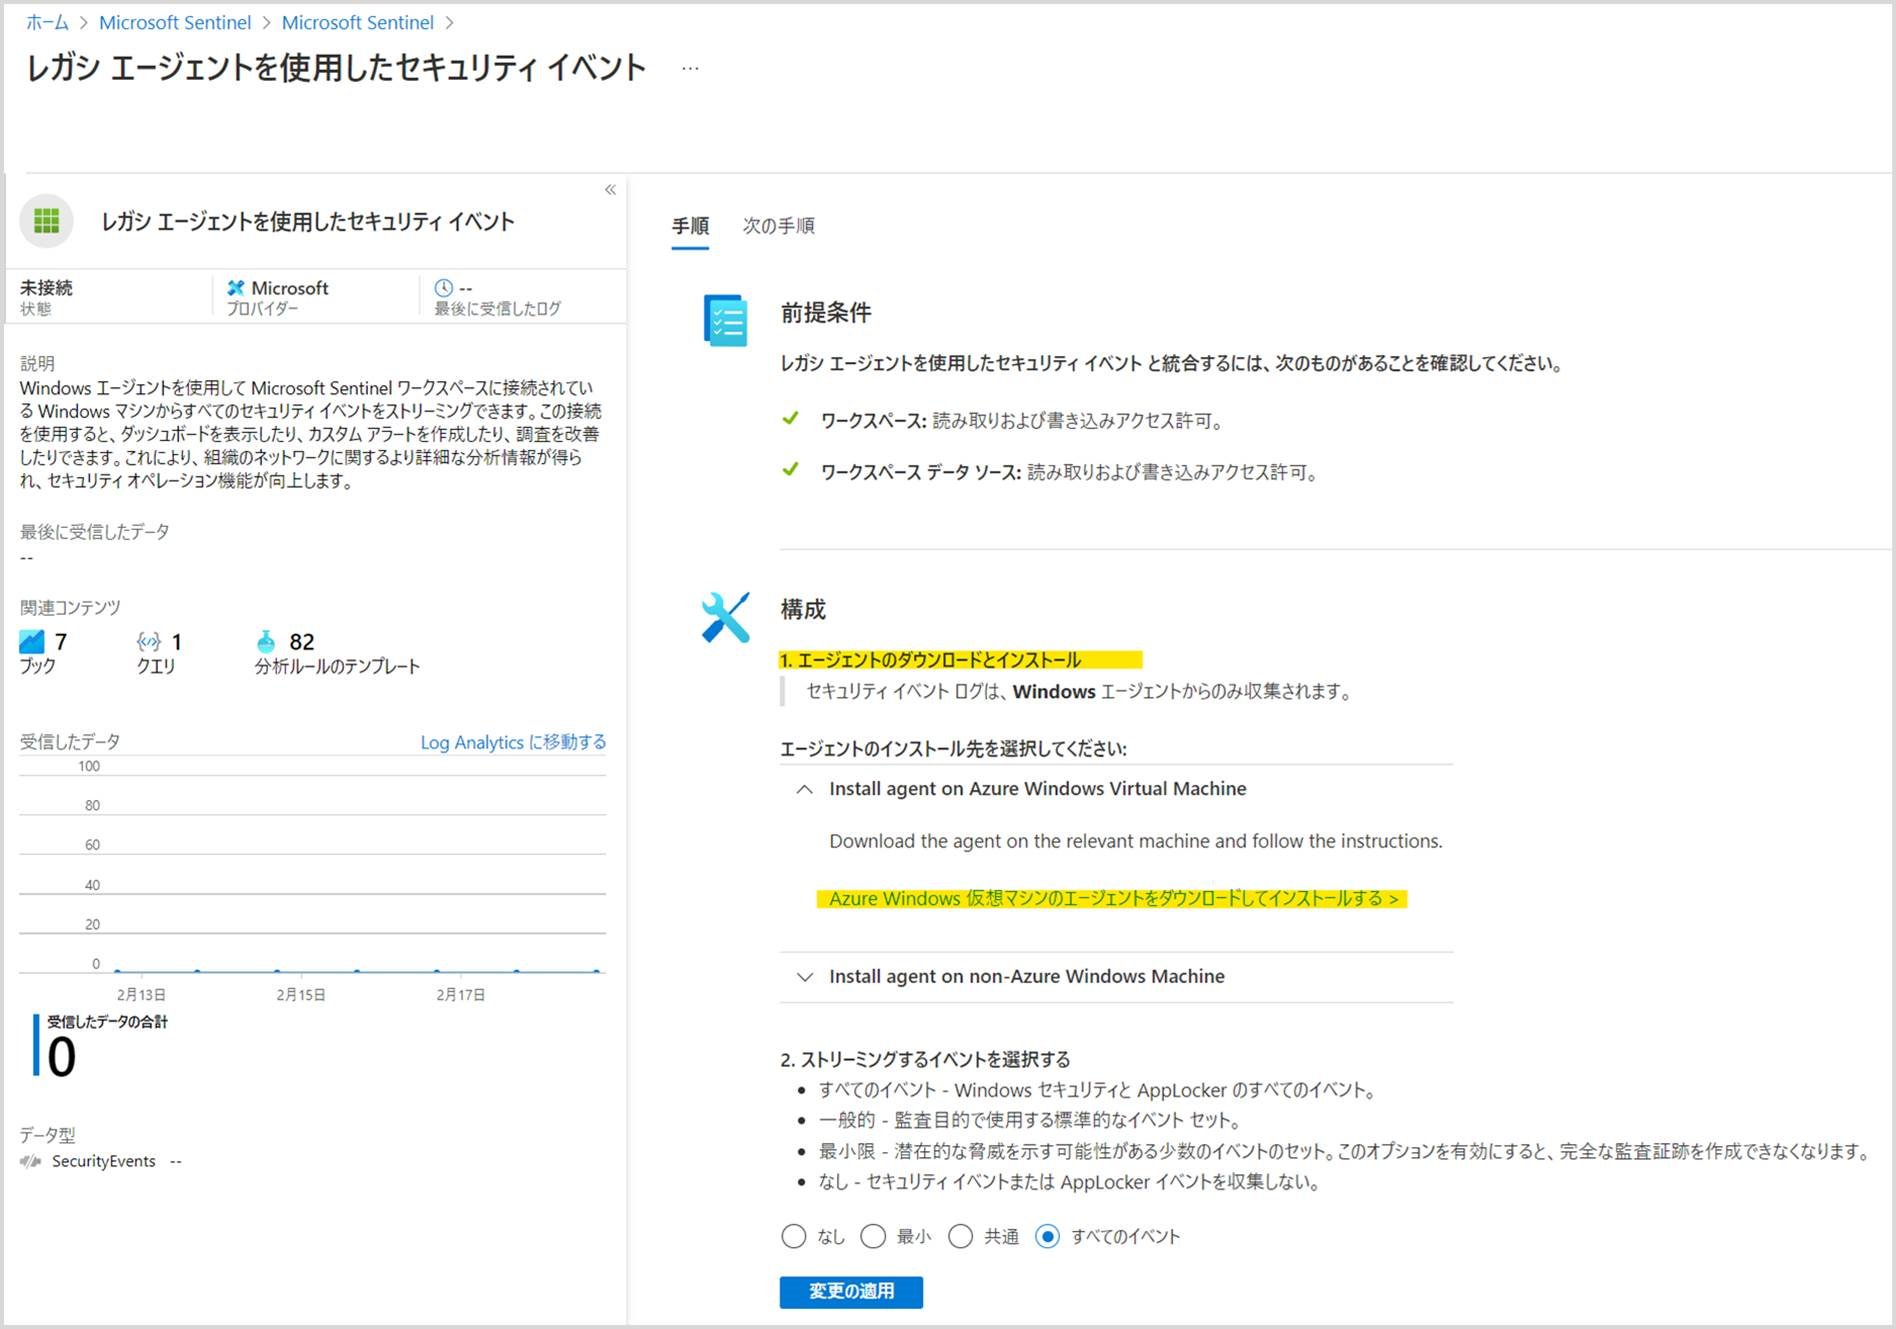 ホーム > Microsoft Sentinel > Microsoft Sentinel >
レガシ エージェントを使用したセキュリティ イベント ...
«
レガシ エージェントを使用したセキュリティ イベント
未接続
状態
Microsoft
プロバイダー
--
最後に受信したログ
説明
Windows エージェントを使用して Microsoft Sentinel ワークスペースに接続されてい
る Windows マシンからすべてのセキュリティ イベントをストリーミングできます。この接続
を使用すると、ダッシュボードを表示したり、カスタム アラートを作成したり、調査を改善
したりできます。これにより、組織のネットワークに関するより詳細な分析情報が得ら
れ、セキュリティ オペレーション機能が向上します。
最後に受信したデータ
--
関連コンテンツ
7
ブック
1
クエリ
82
分析ルールのテンプレート
受信したデータ
Log Analytics に移動する
100
80
60
40
20
0
2月13日
2月15日
2月17日
受信したデータの合計
0
データ型
SecurityEvents --
手順
次の手順
前提条件
レガシ エージェントを使用したセキュリティ イベント と統合するには、次のものがあることを確認してください。
ワークスペース: 読み取りおよび書き込みアクセス許可。
ワークスペース データ ソース: 読み取りおよび書き込みアクセス許可。
構成
1. エージェントのダウンロードとインストール
セキュリティ イベント ログは、Windows エージェントからのみ収集されます。
エージェントのインストール先を選択してください:
Install agent on Azure Windows Virtual Machine
Download the agent on the relevant machine and follow the instructions.
Azure Windows 仮想マシンのエージェントをダウンロードしてインストールする >
Install agent on non-Azure Windows Machine
2. ストリーミングするイベントを選択する
• すべてのイベント - Windows セキュリティと AppLocker のすべてのイベント。
• 一般的 - 監査目的で使用する標準的なイベント セット。
• 最小限 - 潜在的な脅威を示す可能性がある少数のイベントのセット。このオプションを有効にすると、完全な監査証跡を作成できなくなります。
• なし - セキュリティ イベントまたは AppLocker イベントを収集しない。
なし 最小 共通 すべてのイベント
変更の適用